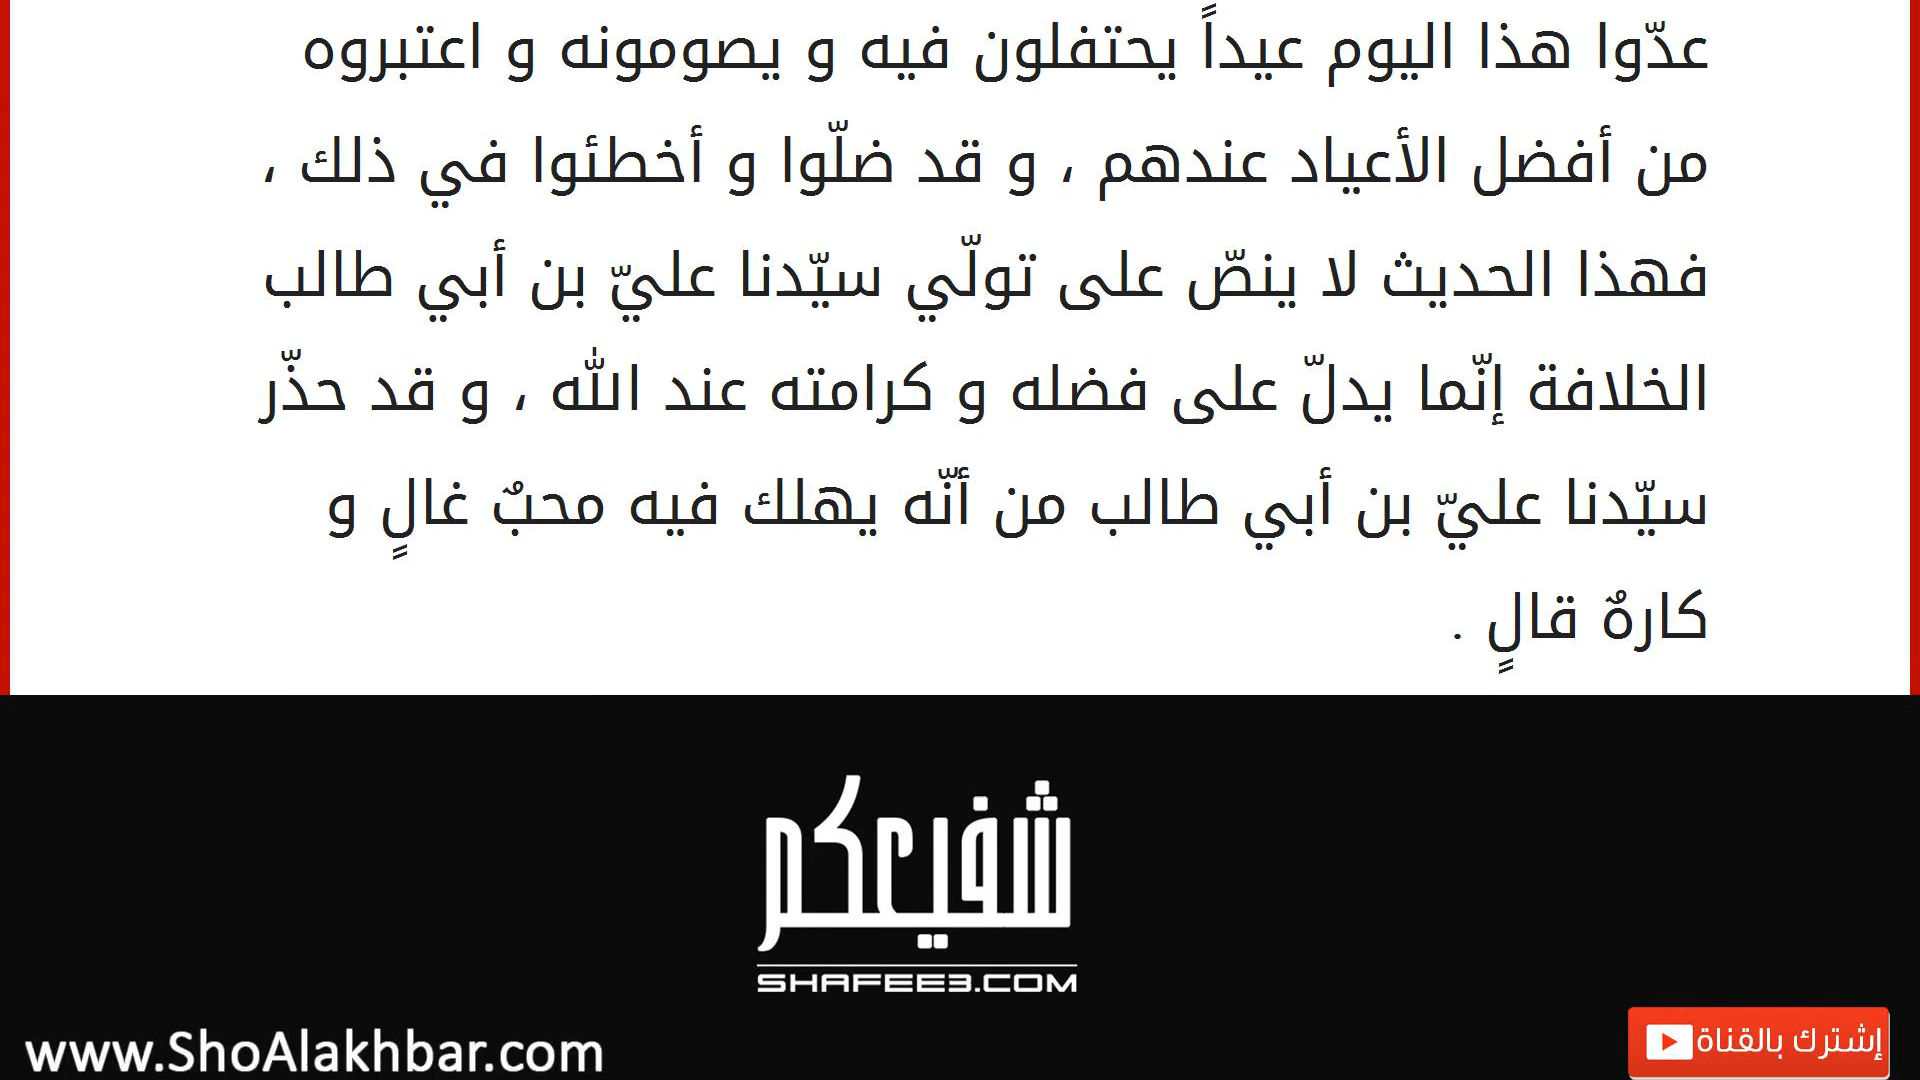 عدّوا هذا اليوم عيداً يحتفلون فيه و يصومونه و اعتبروه
من أفضل الأعياد عندهم ، و قد ضلّوا و أخطئوا في ذلك ،
فهذا الحديث لا ينصّ على تولّي سيّدنا عليّ بن أبي طالب
الخلافة إنّما يدلّ على فضله و كرامته عند الله ، و قد حذّر
سيّدنا عليّ بن أبي طالب من أنّه يهلك فيه محبٌ غالٍ و
كارهٌ قالٍ .
شفيعكم
SHAFEE3.COM
www.ShoAlakhbar.com
إشترك بالقناة